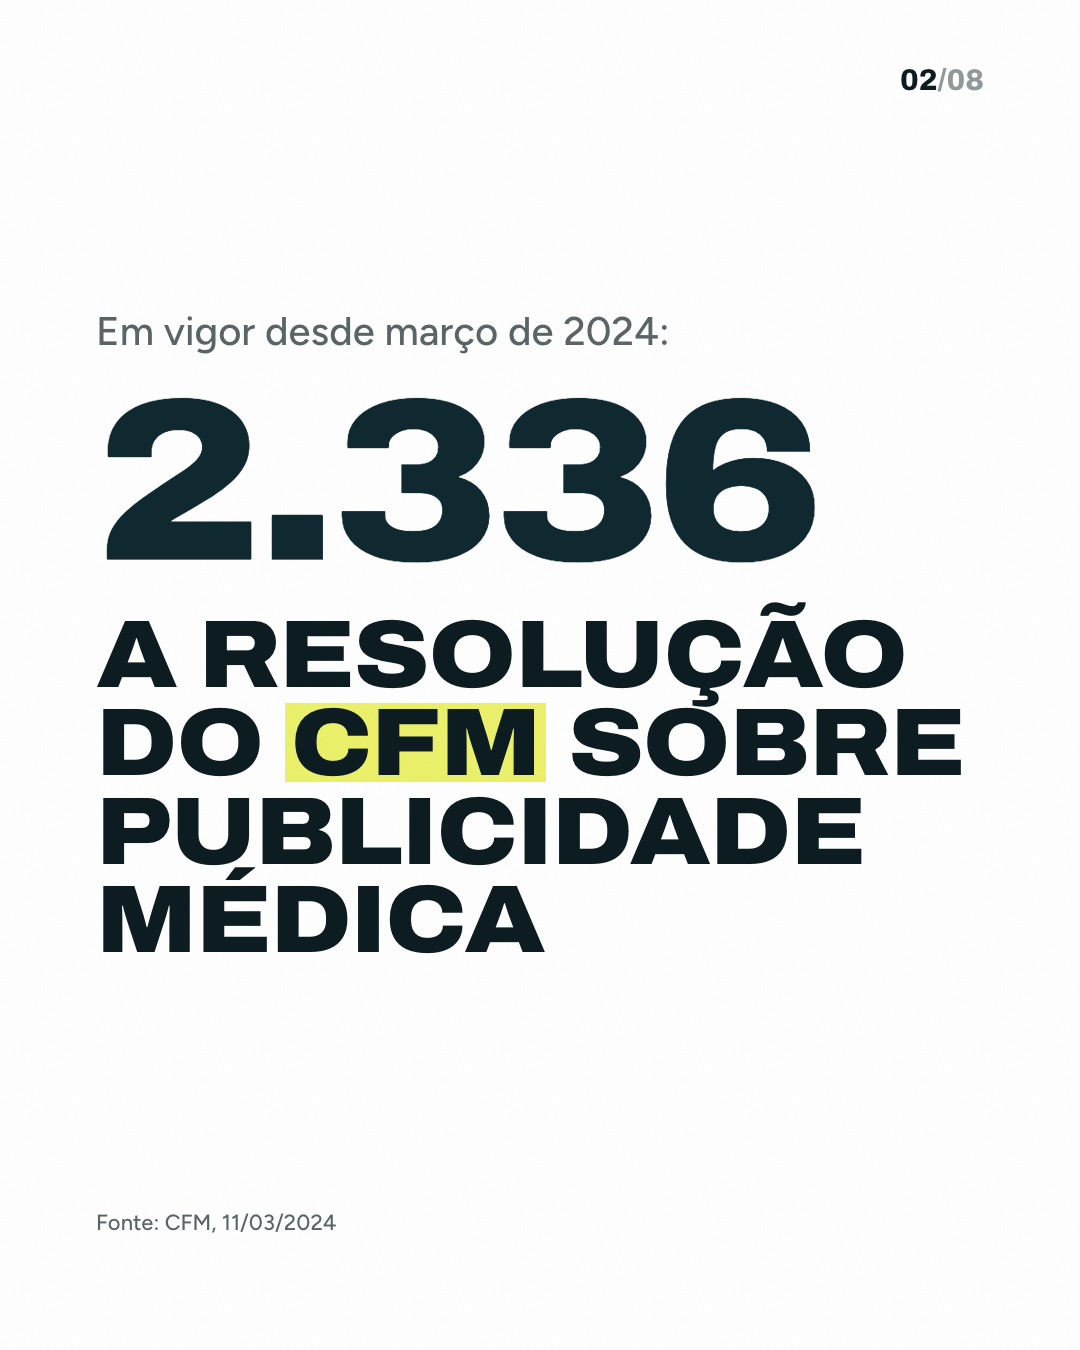 02/08
Em vigor desde março de 2024:
2.336
A RESOLUÇÃO
DO CFM SOBRE
PUBLICIDADE
MÉDICA
Fonte: CFM, 11/03/2024